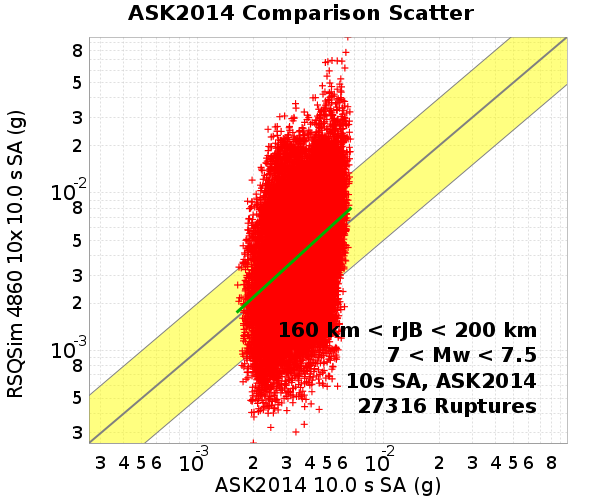 ASK2014 Comparison Scatter
RSQSim 4860 10x 10.0 s SA (g)
8
5
3
2
10-2
8
5
3
2
10-3
8
5
3
160 km < rJB < 200 km
7 < Mw < 7.5
10s SA, ASK2014
27316 Ruptures
3 4 5 6 10-3 2 3 4 5 6 10-2 2 3 4 5 6 8
ASK2014 10.0 s SA (g)